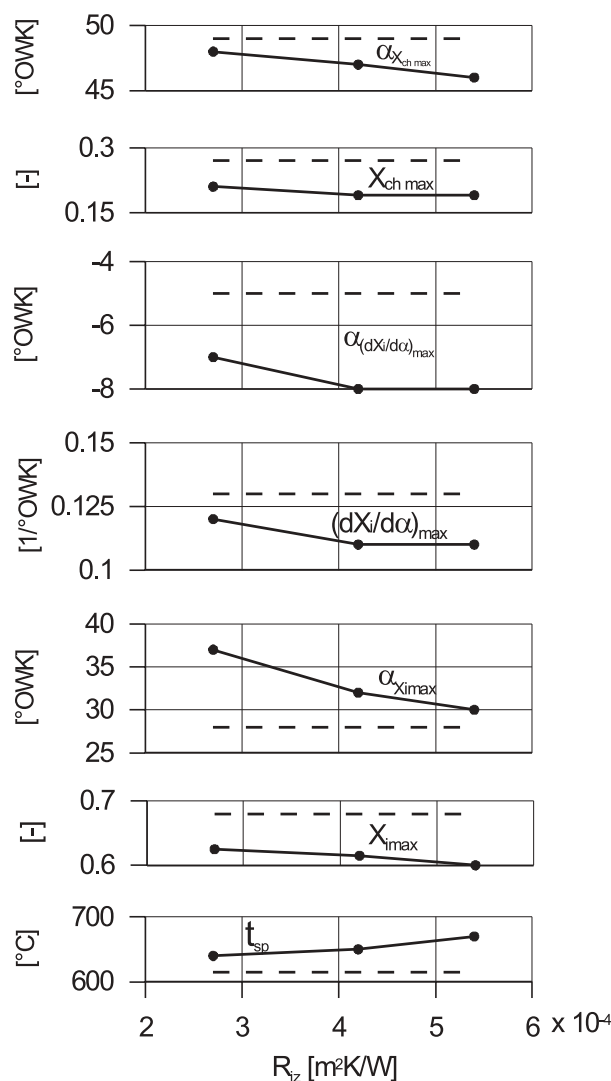 50
[°OWK]
α_Xch max
45
0.3
[-]
X_ch max
0.15
-4
[°OWK]
-6
α_(dXi/dα)max
-8
0.15
[1/°OWK]
0.125
(dXi/dα)_max
0.1
40
[°OWK]
35
α_Ximax
30
25
0.7
[-]
X_imax
0.6
700
[°C]
t_sp
600
2 3 4 5 6 x 10⁻⁴
R_iz [m²K/W]